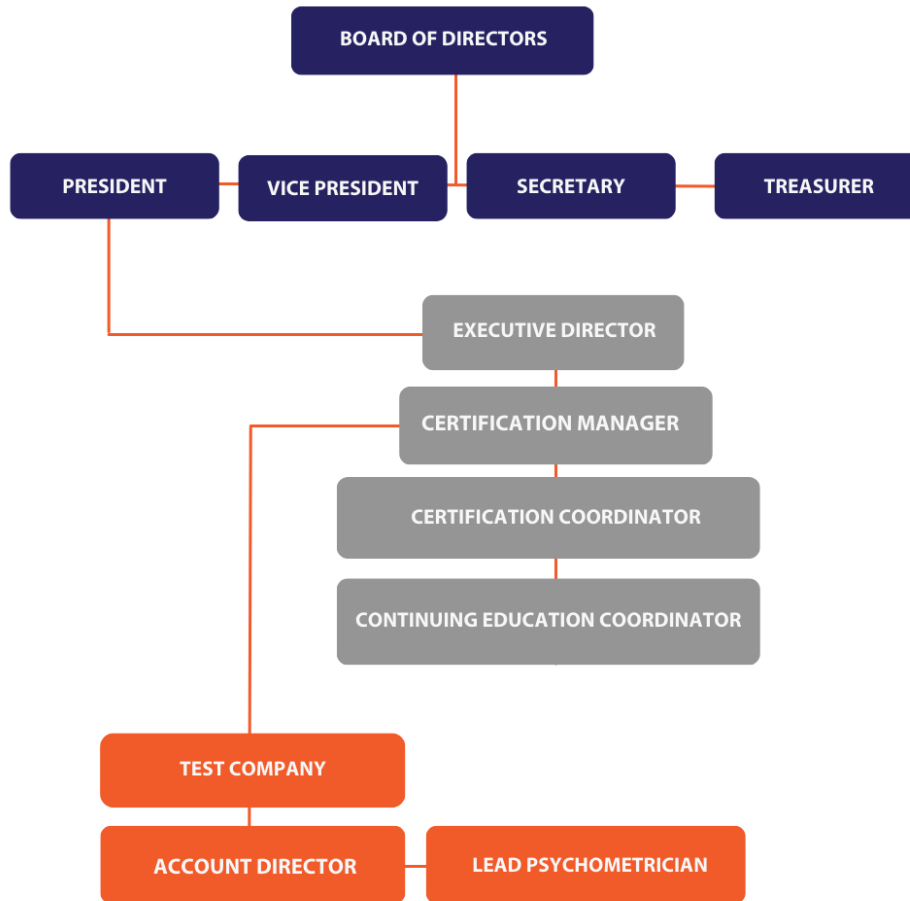 BOARD OF DIRECTORS
PRESIDENT
VICE PRESIDENT
SECRETARY
TREASURER
EXECUTIVE DIRECTOR
CERTIFICATION MANAGER
CERTIFICATION COORDINATOR
CONTINUING EDUCATION COORDINATOR
TEST COMPANY
ACCOUNT DIRECTOR
LEAD PSYCHOMETRICIAN